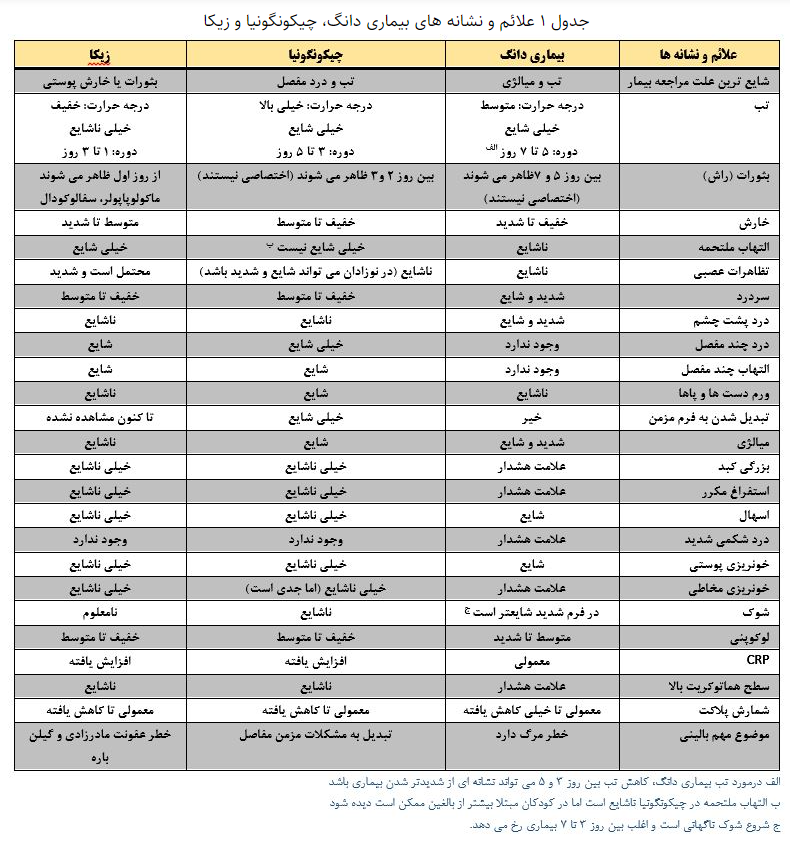 جدول ۱ علائم و نشانه های بیماری دانگ، چیکونگونیا و زیکا
علائم و نشانه ها	بیماری دانگ	چیکونگونیا	زیکا
شایع ترین علت مراجعه بیمار	تب و میالژی	تب و درد مفصل	بثورات یا خارش پوستی
تب	درجه حرارت: متوسط	درجه حرارت: خیلی بالا	درجه حرارت: خفیف
خیلی شایع	خیلی شایع	خیلی ناشایع
دوره: ۵ تا ۷ روز الف	دوره: ۳ تا ۵ روز	دوره: ۱ تا ۳ روز
بثورات (راش)	بین روز ۵ و ۷ظاهر می شوند	بین روز ۲ و۳ ظاهر می شوند (اختصاصی نیستند)	از روز اول ظاهر می شوند
(اختصاصی نیستند)	ماکولوپاپولر، سفالوکودال
خارش	خفیف تا شدید	خفیف تا متوسط	متوسط تا شدید
التهاب ملتحمه	ناشایع	خیلی شایع نیست ب	خیلی شایع
تظاهرات عصبی	ناشایع	ناشایع (در نوزادان می تواند شایع و شدید باشد)	محتمل است و شدید
سردرد	شدید و شایع	خفیف تا متوسط	خفیف تا متوسط
درد پشت چشم	شدید و شایع	ناشایع	ناشایع
درد چند مفصل	وجود ندارد	خیلی شایع	شایع
التهاب چند مفصل	وجود ندارد	شایع	شایع
ورم دست ها و پاها	ناشایع	شایع	ناشایع
تبدیل شدن به فرم مزمن	خیر	خیلی شایع	تا کنون مشاهده نشده
میالژی	شدید و شایع	شایع	ناشایع
بزرگی کبد	علامت هشدار	خیلی ناشایع	خیلی ناشایع
استفراغ مکرر	علامت هشدار	خیلی ناشایع	خیلی ناشایع
اسهال	شایع	خیلی ناشایع	خیلی ناشایع
درد شکمی شدید	علامت هشدار	وجود ندارد	وجود ندارد
خونریزی پوستی	شایع	خیلی ناشایع	خیلی ناشایع
خونریزی مخاطی	علامت هشدار	خیلی ناشایع (اما جدی است)	خیلی ناشایع
شوک	در فرم شدید شایعتر است ج	ناشایع	نامعلوم
لوکوپنی	متوسط تا شدید	خفیف تا متوسط	خفیف تا متوسط
CRP	معمولی	افزایش یافته	افزایش یافته
سطح هماتوکریت بالا	علامت هشدار	ناشایع	ناشایع
شمارش پلاکت	معمولی تا خیلی کاهش یافته	معمولی تا کاهش یافته	معمولی تا کاهش یافته
موضوع مهم بالینی	خطر مرگ دارد	تبدیل به مشکلات مزمن مفاصل	خطر عفونت مادرزادی و گیلن
باره
الف درمورد تب بیماری دانگ، کاهش تب بین روز ۳ و ۵ می تواند نشانه ای از شدیدتر شدن بیماری باشد
ب التهاب ملتحمه در چیکونگونیا ناشایع است اما در کودکان مبتلا بیشتر از بالغین ممکن است دیده شود
ج شروع شوک ناگهانی است و اغلب بین روز ۳ تا ۷ بیماری رخ می دهد.